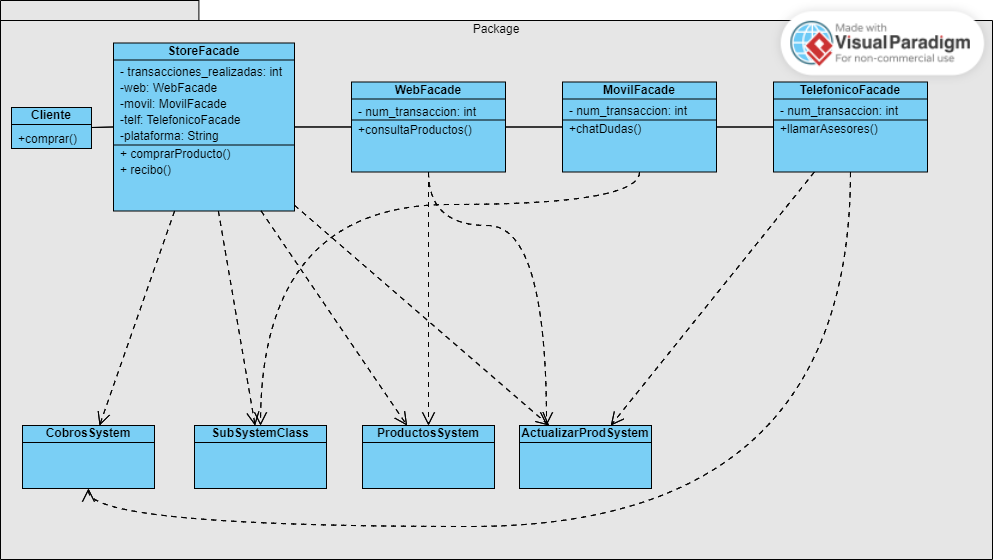 Package
Made with
VisualParadigm
For non-commercial use
StoreFacade
- transacciones_realizadas: int
-web: WebFacade
-movil: MovilFacade
-telf: TelefonicoFacade
-plataforma: String
+ comprarProducto()
+ recibo()
Cliente
+comprar()
WebFacade
- num_transaccion: int
+consultaProductos()
MovilFacade
- num_transaccion: int
+chatDudas()
TelefonicoFacade
- num_transaccion: int
+llamarAsesores()
CobrosSystem
SubSystemClass
ProductosSystem
ActualizarProdSystem